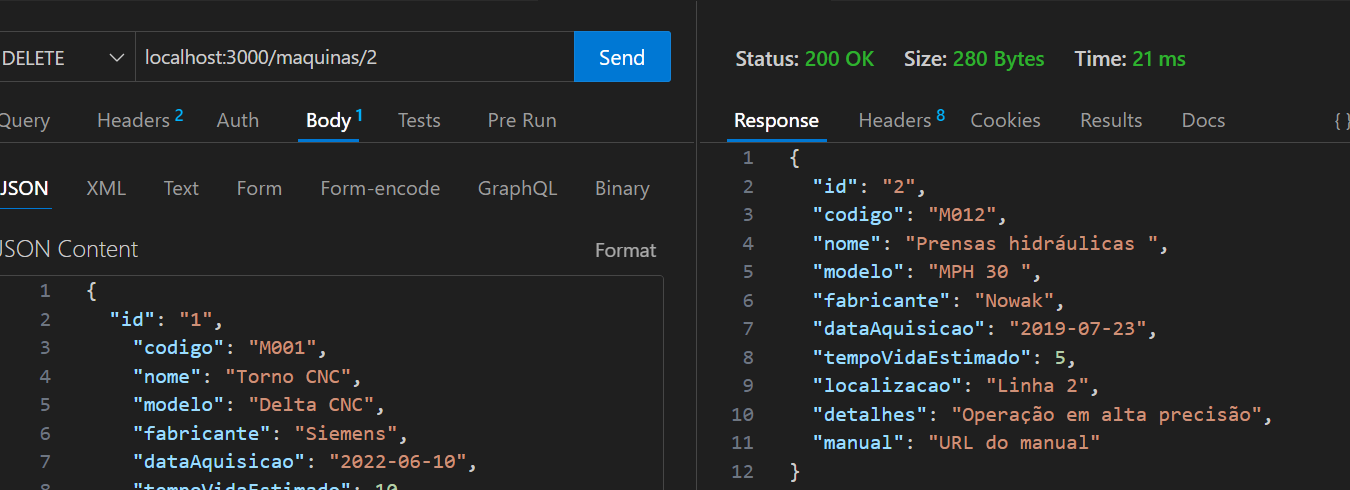 DELETE localhost:3000/maquinas/2 Send
Query Headers 2 Auth Body 1 Tests Pre Run
JSON XML Text Form Form-encode GraphQL Binary
JSON Content Format
1 {
2 "id": "1",
3 "codigo": "M001",
4 "nome": "Torno CNC",
5 "modelo": "Delta CNC",
6 "fabricante": "Siemens",
7 "dataAquisicao": "2022-06-10",
8 "tempoVidaEstimado": 10
Status: 200 OK Size: 280 Bytes Time: 21 ms
Response Headers 8 Cookies Results Docs { }
1 {
2 "id": "2",
3 "codigo": "M012",
4 "nome": "Prensas hidráulicas ",
5 "modelo": "MPH 30 ",
6 "fabricante": "Nowak",
7 "dataAquisicao": "2019-07-23",
8 "tempoVidaEstimado": 5,
9 "localizacao": "Linha 2",
10 "detalhes": "Operação em alta precisão",
11 "manual": "URL do manual"
12 }